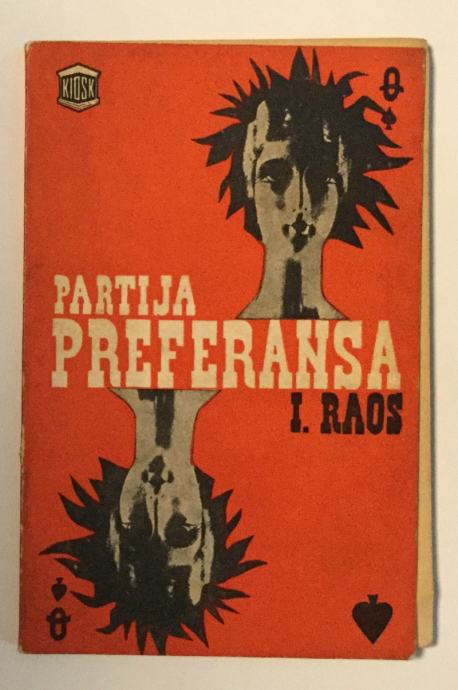 KIOSK
Q
PARTIJA
PREFERANSA
I. RAOS
Q